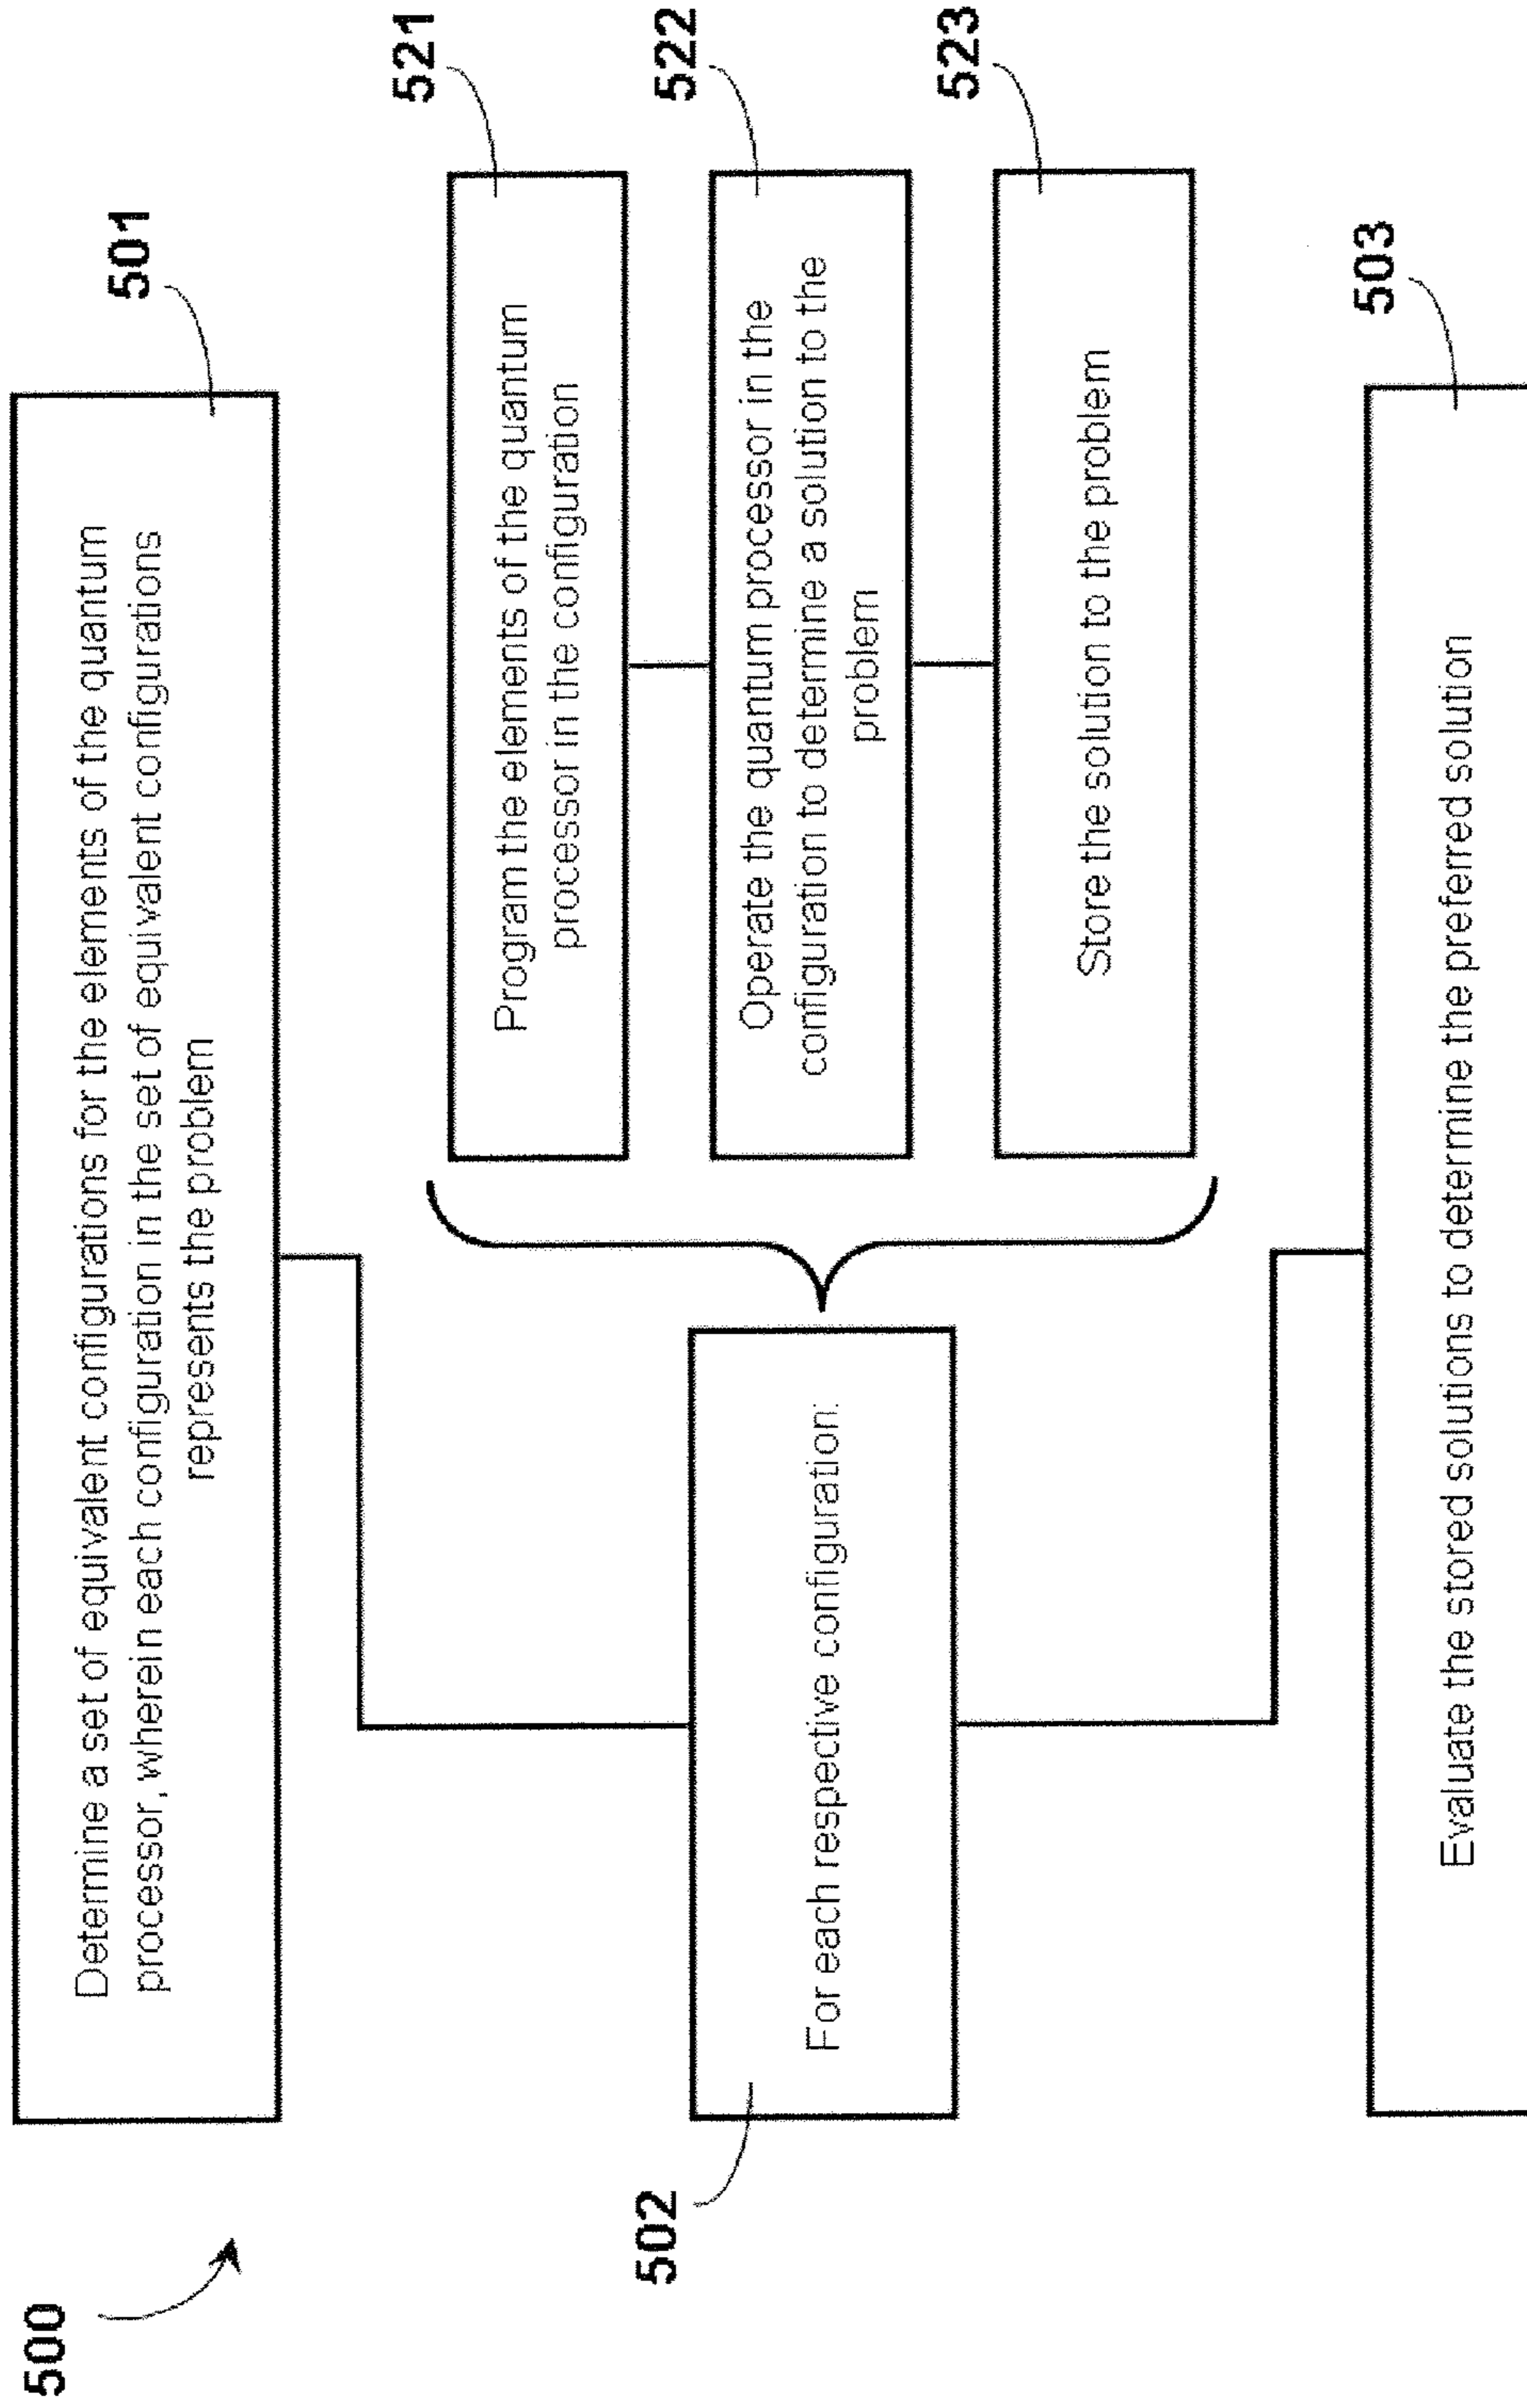 500
501
Determine a set of equivalent configurations for the elements of the quantum
processor, wherein each configuration in the set of equivalent configurations
represents the problem
502
For each respective configuration:
521
Program the elements of the quantum
processor in the configuration
522
Operate the quantum processor in the
configuration to determine a solution to the
problem
523
Store the solution to the problem
503
Evaluate the stored solutions to determine the preferred solution